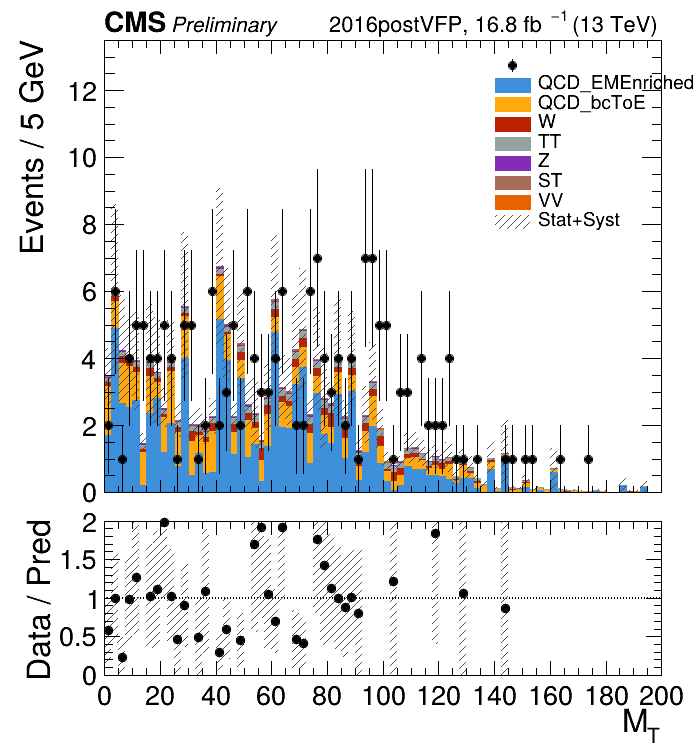 CMS Preliminary 2016postVFP, 16.8 fb ⁻¹ (13 TeV)
Events / 5 GeV
12
10
8
6
4
2
0
QCD_EMEnriched
QCD_bcToE
W
TT
Z
ST
VV
Stat+Syst
Data / Pred
2
1.5
1
0.5
0
0 20 40 60 80 100 120 140 160 180 200
M_T